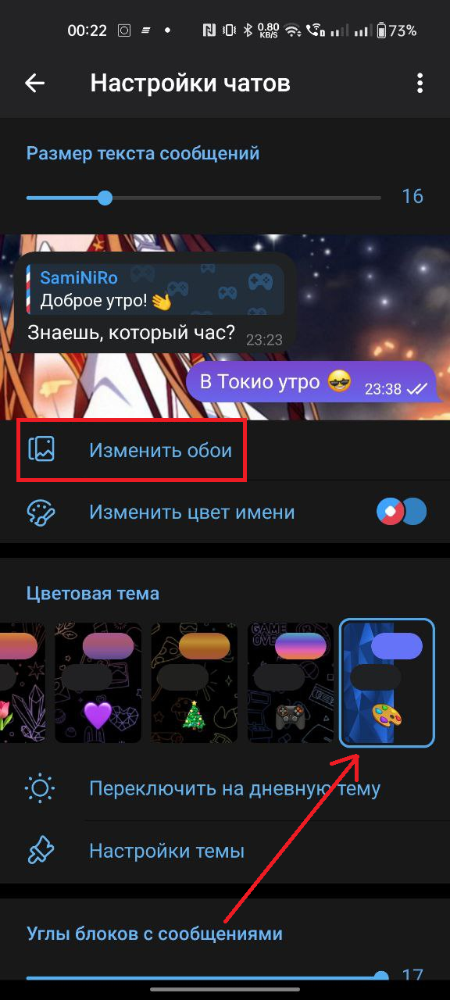 00:22 0.80 KB/S 73%
Настройки чатов
Размер текста сообщений
16
SamiNiRo
Доброе утро! 👋
Знаешь, который час? 23:23
В Токио утро 😎 23:38
Изменить обои
Изменить цвет имени
Цветовая тема
GAME OVER
Переключить на дневную тему
Настройки темы
Углы блоков с сообщениями
17